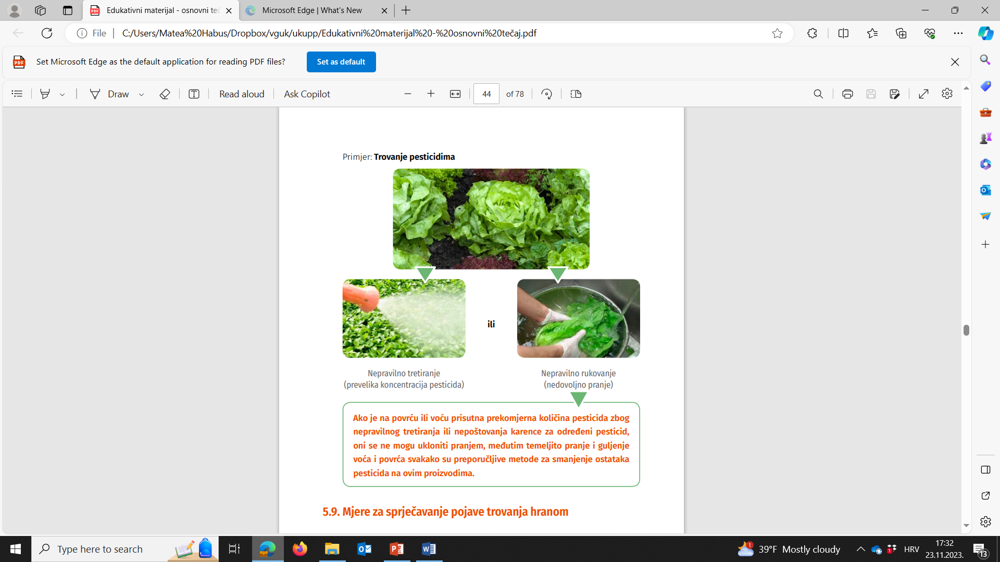 Edukativni materijal - osnovni teč
Microsoft Edge | What's New
File
C:/Users/Matea%20Habus/Dropbox/vguk/ukupp/Edukativni%20materijal%20-%20osnovni%20tečaj.pdf
PDF
Set Microsoft Edge as the default application for reading PDF files?
Set as default
Draw
Read aloud
Ask Copilot
44
of 78
Primjer: Trovanje pesticidima
ili
Nepravilno tretiranje
(prevelika koncentracija pesticida)
Nepravilno rukovanje
(nedovoljno pranje)
Ako je na povrću ili voću prisutna prekomjerna količina pesticida zbog
nepravilnog tretiranja ili nepoštovanja karence za određeni pesticid,
oni se ne mogu ukloniti pranjem, međutim temeljito pranje i guljenje
voća i povrća svakako su preporučljive metode za smanjenje ostataka
pesticida na ovim proizvodima.
5.9. Mjere za sprječavanje pojave trovanja hranom
Type here to search
1
39°F Mostly cloudy
HRV
17:32
23.11.2023.
13